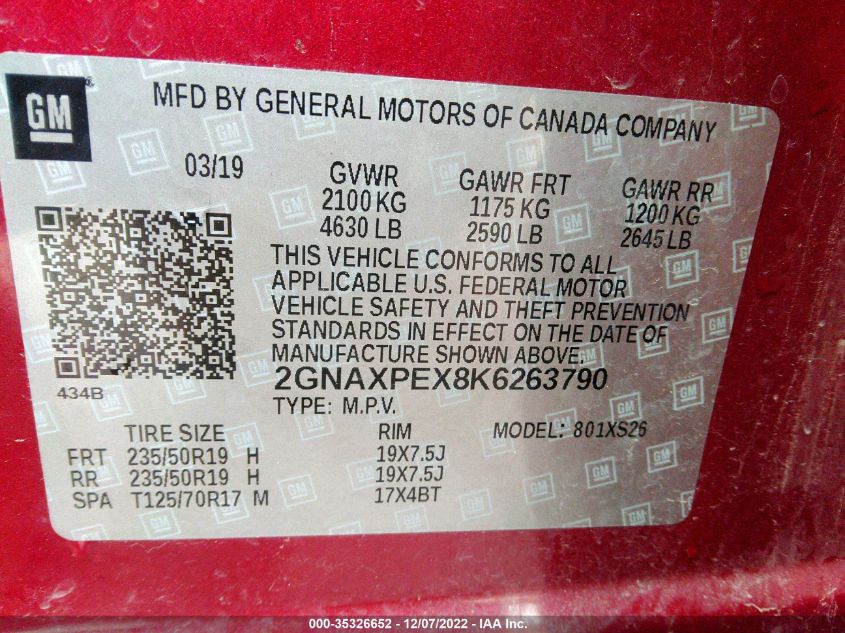 GM
MFD BY GENERAL MOTORS OF CANADA COMPANY
03/19 GVWR GAWR FRT GAWR RR
2100 KG 1175 KG 1200 KG
4630 LB 2590 LB 2645 LB
THIS VEHICLE CONFORMS TO ALL
APPLICABLE U.S. FEDERAL MOTOR
VEHICLE SAFETY AND THEFT PREVENTION
STANDARDS IN EFFECT ON THE DATE OF
MANUFACTURE SHOWN ABOVE.
434B 2GNAXPEX8K6263790
TYPE: M.P.V.
TIRE SIZE RIM MODEL: 801XS26
FRT 235/50R19 H 19X7.5J
RR 235/50R19 H 19X7.5J
SPA T125/70R17 M 17X4BT
000-35326652 - 12/07/2022 - IAA Inc.